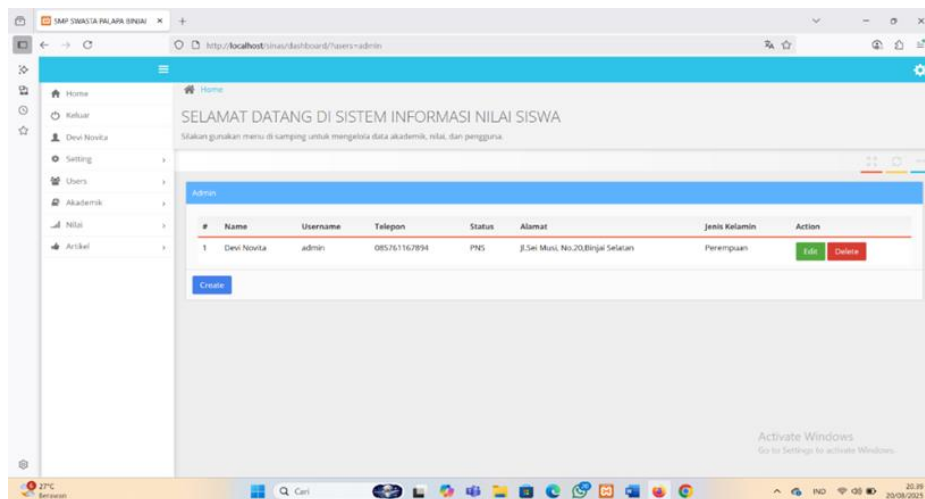 SMP SWASTA PALAPA BINJAI
http://localhost/sinas/dashboard/?users=admin
Home
Home
Keluar
Devi Novita
Setting
Users
Akademik
Nilai
Artikel
SELAMAT DATANG DI SISTEM INFORMASI NILAI SISWA
Silakan gunakan menu di samping untuk mengelola data akademik, nilai, dan pengguna.
Admin
# Name Username Telepon Status Alamat Jenis Kelamin Action
1 Devi Novita admin 085761167894 PNS Jl.Sei Musi, No.20,Binjai Selatan Perempuan Edit Delete
Create
Activate Windows
Go to Settings to activate Windows.
27°C
Berawan
Cari
IND
20.39
20/08/2025